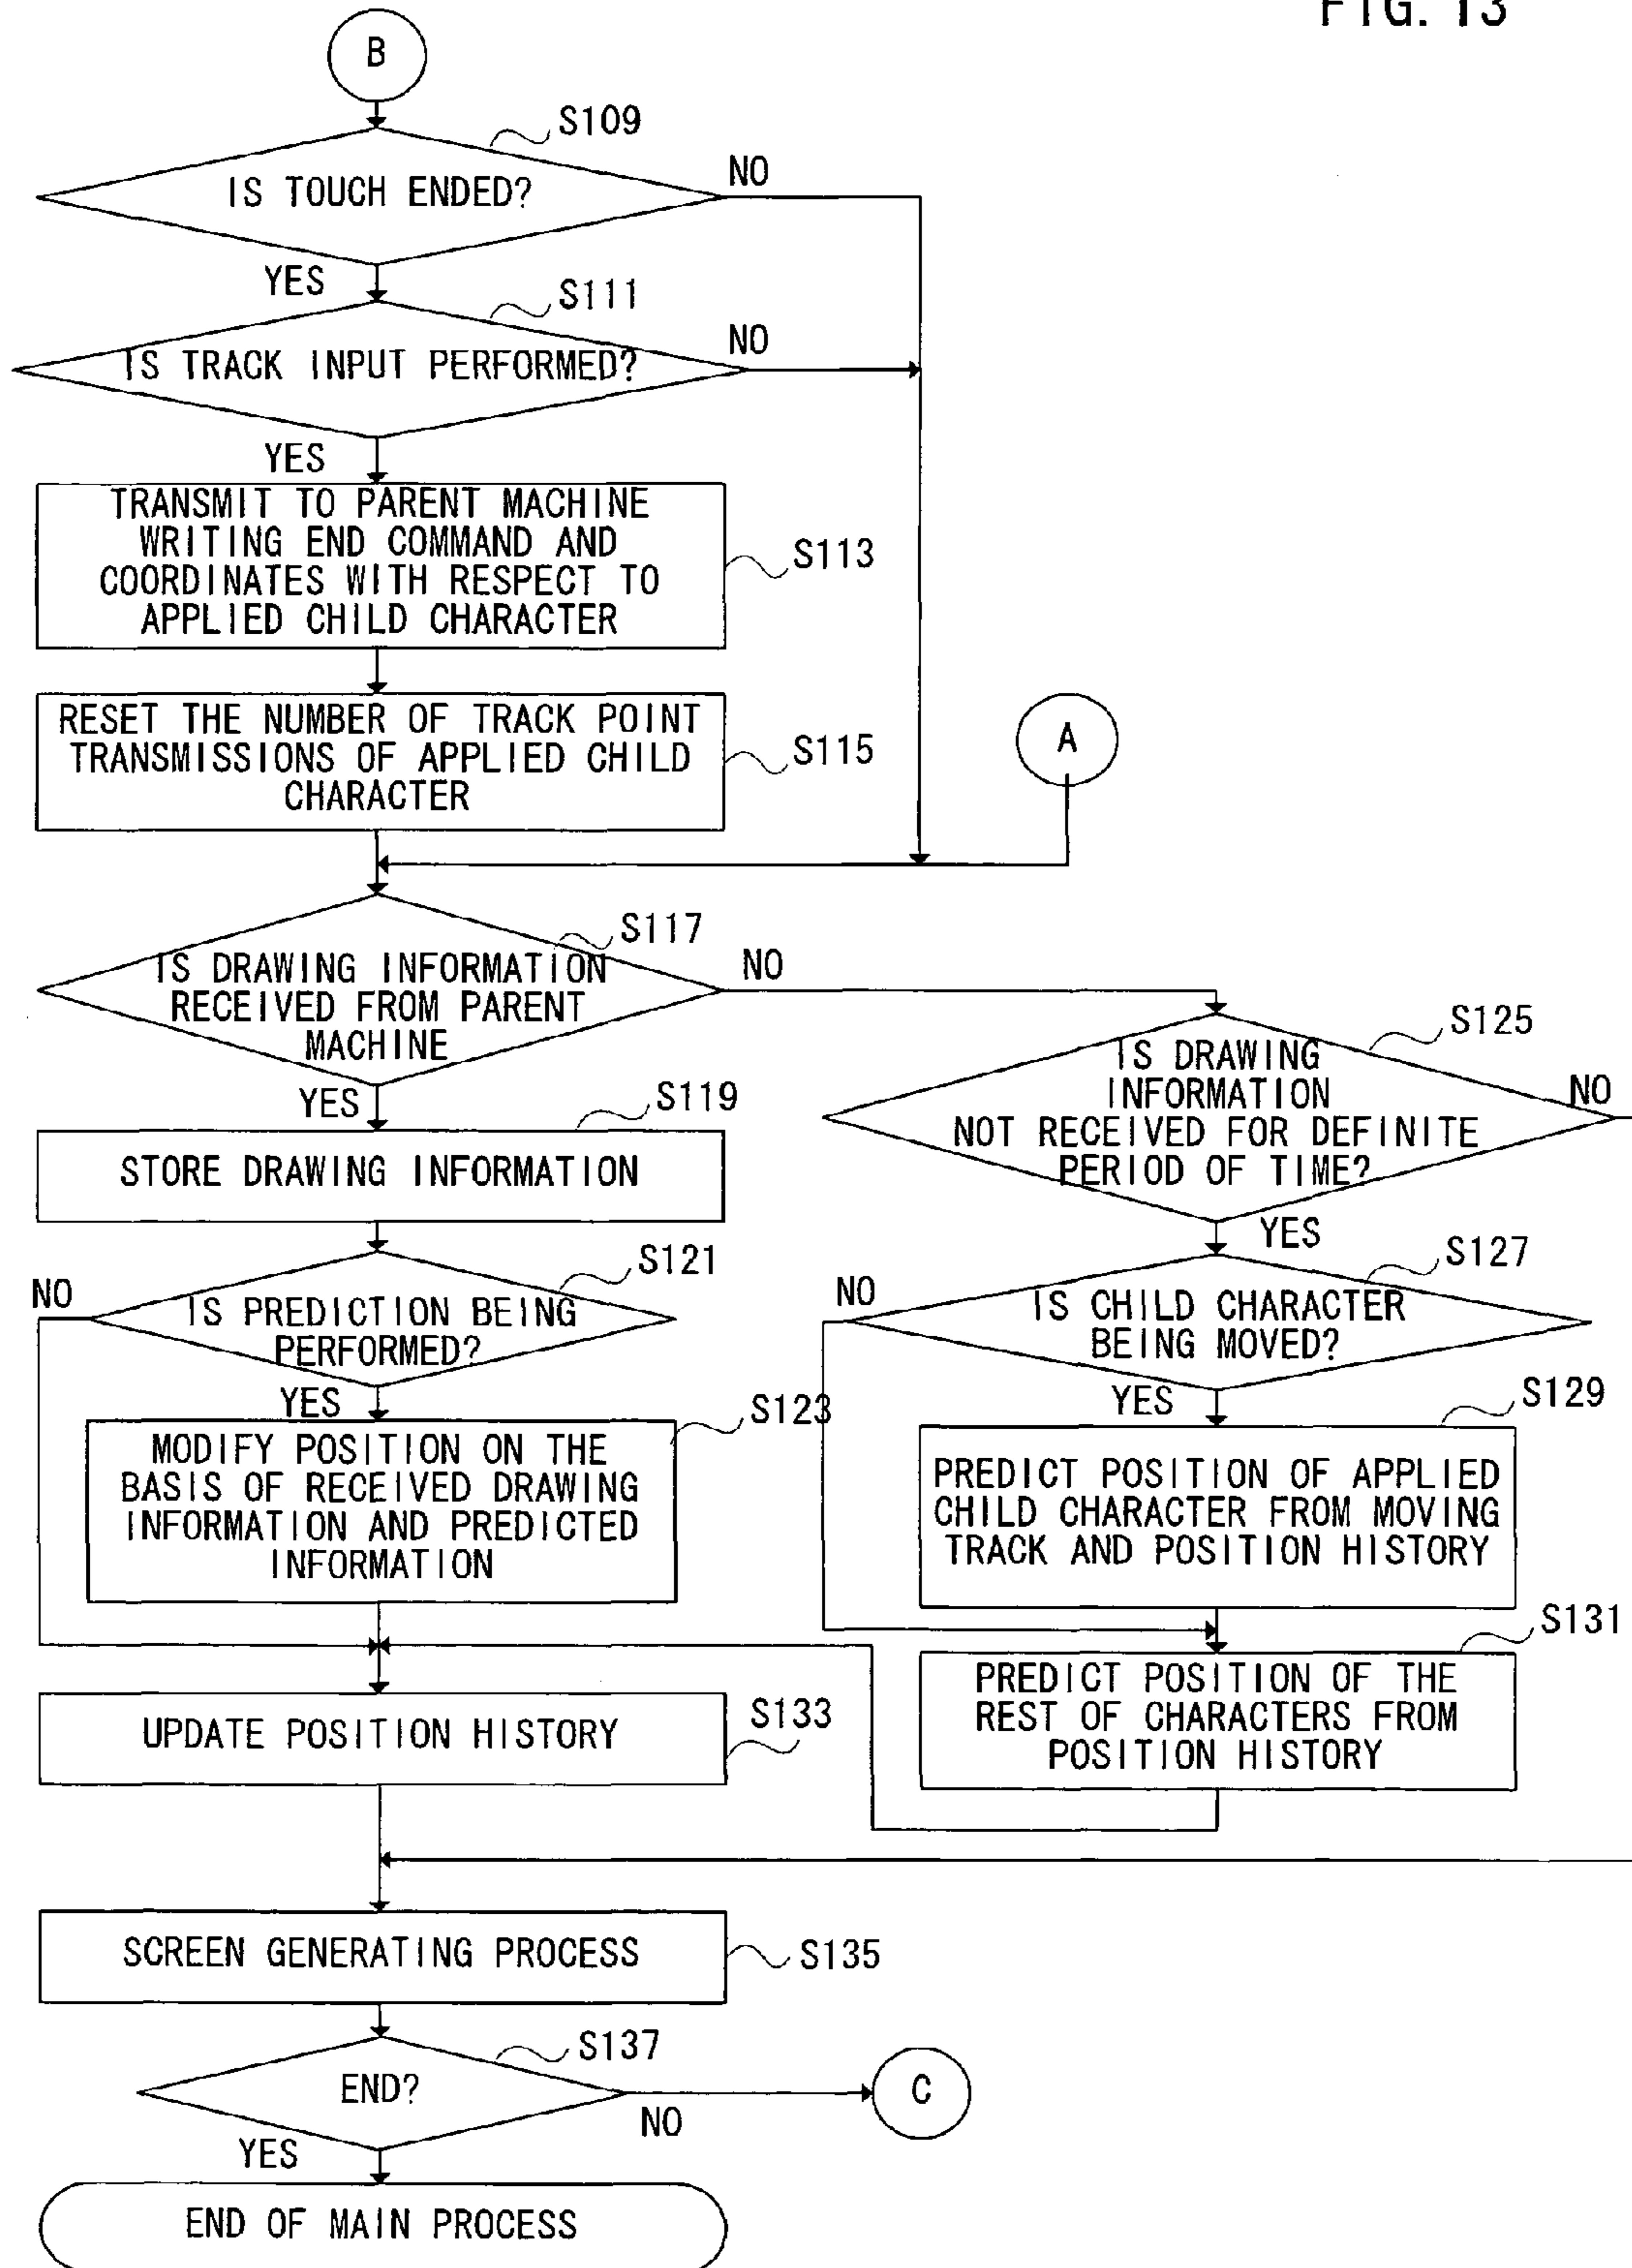 FIG. 13
B
S109
IS TOUCH ENDED?
NO
YES
S111
IS TRACK INPUT PERFORMED?
NO
YES
TRANSMIT TO PARENT MACHINE
WRITING END COMMAND AND
COORDINATES WITH RESPECT TO
APPLIED CHILD CHARACTER
S113
RESET THE NUMBER OF TRACK POINT
TRANSMISSIONS OF APPLIED CHILD
CHARACTER
S115
A
S117
IS DRAWING INFORMATION
RECEIVED FROM PARENT
MACHINE
NO
YES
S119
STORE DRAWING INFORMATION
S121
NO
IS PREDICTION BEING
PERFORMED?
YES
S123
MODIFY POSITION ON THE
BASIS OF RECEIVED DRAWING
INFORMATION AND PREDICTED
INFORMATION
S125
IS DRAWING
INFORMATION
NOT RECEIVED FOR DEFINITE
PERIOD OF TIME?
NO
YES
S127
NO
IS CHILD CHARACTER
BEING MOVED?
YES
S129
PREDICT POSITION OF APPLIED
CHILD CHARACTER FROM MOVING
TRACK AND POSITION HISTORY
S131
PREDICT POSITION OF THE
REST OF CHARACTERS FROM
POSITION HISTORY
UPDATE POSITION HISTORY
S133
SCREEN GENERATING PROCESS
S135
S137
END?
NO
C
YES
END OF MAIN PROCESS